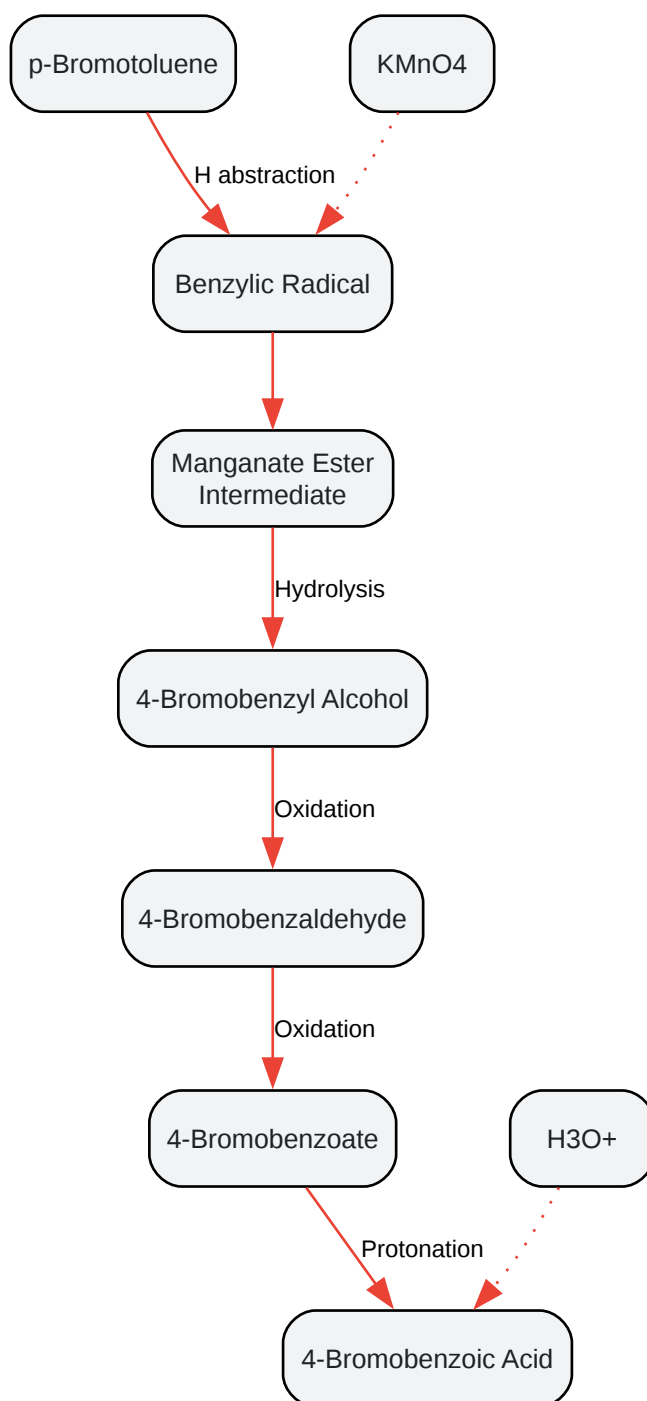 p-Bromotoluene
KMnO4
H abstraction
Benzylic Radical
Manganate Ester
Intermediate
Hydrolysis
4-Bromobenzyl Alcohol
Oxidation
4-Bromobenzaldehyde
Oxidation
4-Bromobenzoate
H3O+
Protonation
4-Bromobenzoic Acid